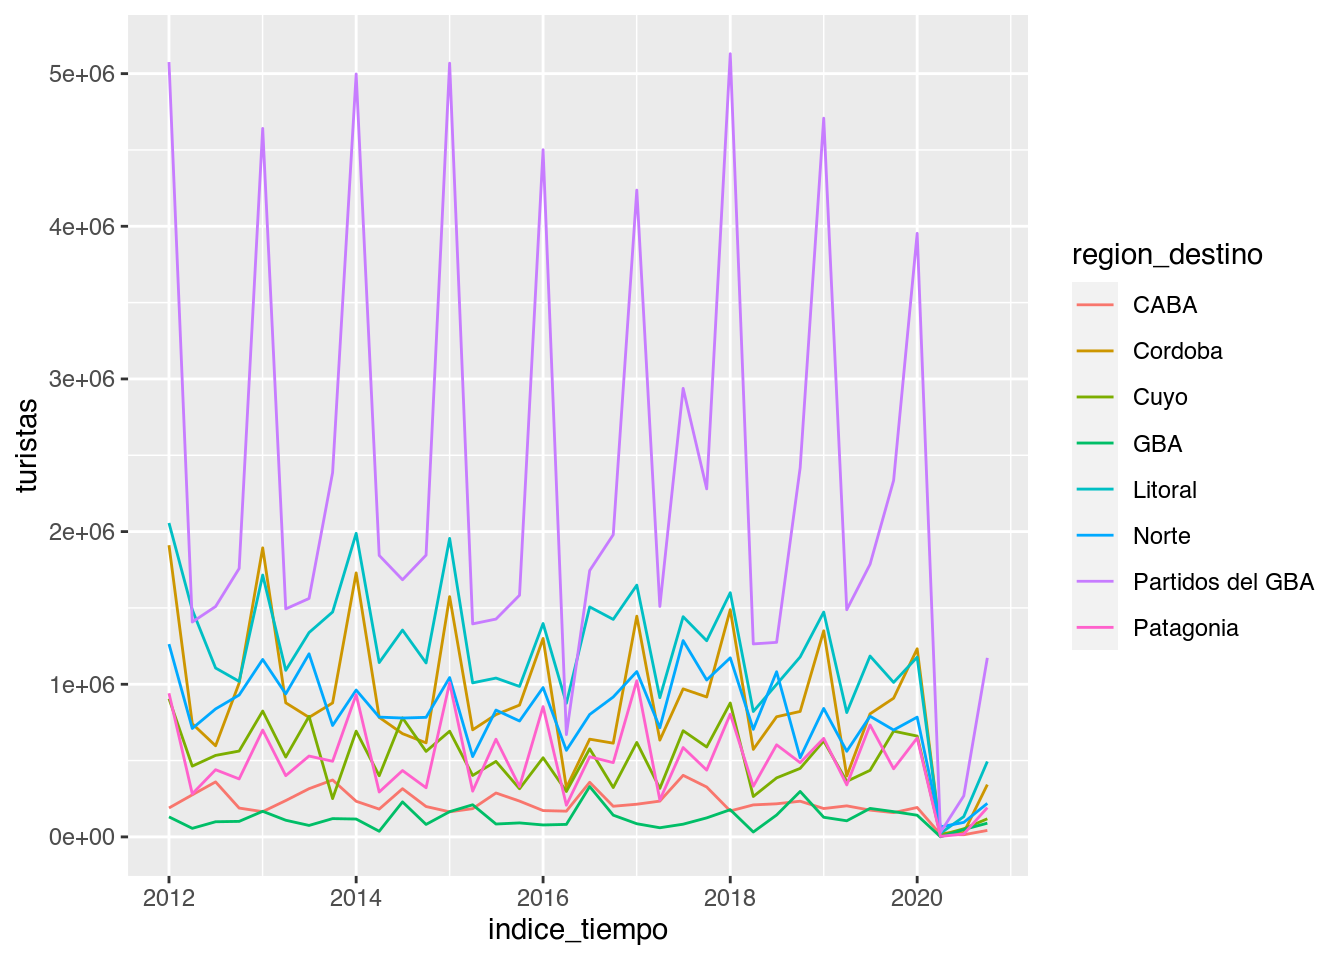 turistas
5e+06
4e+06
3e+06
2e+06
1e+06
0e+00
2012 2014 2016 2018 2020
indice_tiempo
region_destino
CABA
Cordoba
Cuyo
GBA
Litoral
Norte
Partidos del GBA
Patagonia